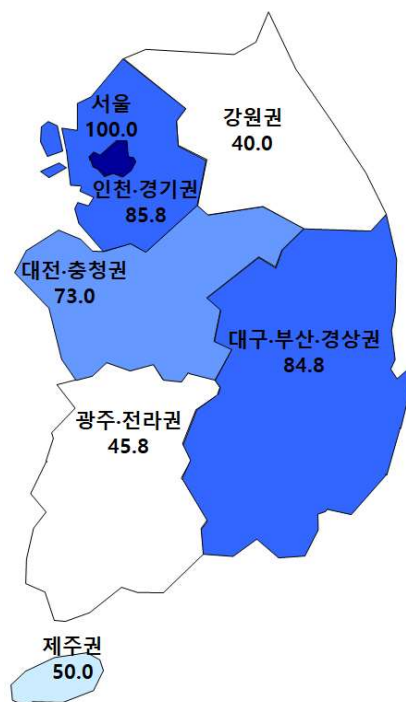 서울
100.0
강원권
40.0
인천·경기권
85.8
대전·충청권
73.0
대구·부산·경상권
84.8
광주·전라권
45.8
제주권
50.0